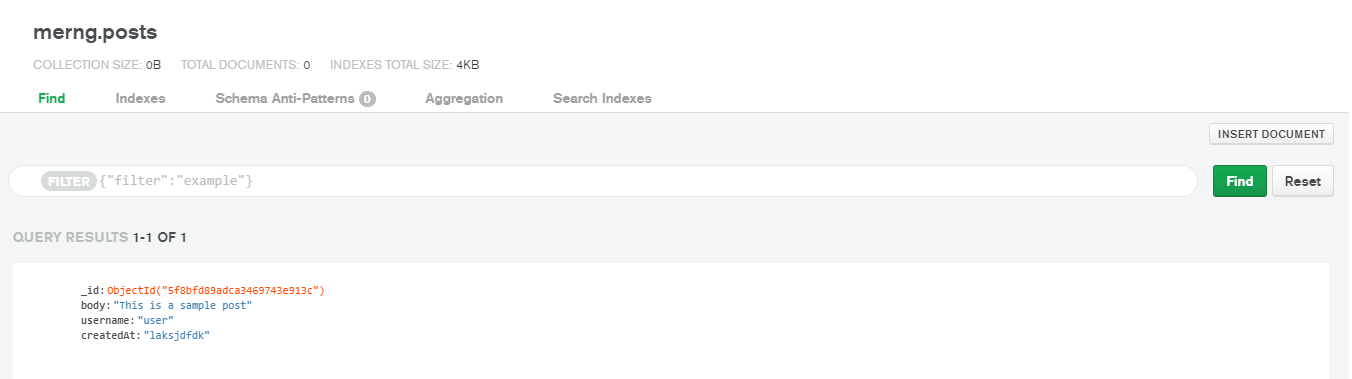 merng.posts
COLLECTION SIZE: 0B TOTAL DOCUMENTS: 0 INDEXES TOTAL SIZE: 4KB
Find Indexes Schema Anti-Patterns 0 Aggregation Search Indexes
INSERT DOCUMENT
FILTER {"filter":"example"} Find Reset
QUERY RESULTS 1-1 OF 1
_id: ObjectId("5f8bfd89adca3469743e913c")
body: "This is a sample post"
username: "user"
createdAt: "laksjdfdk"